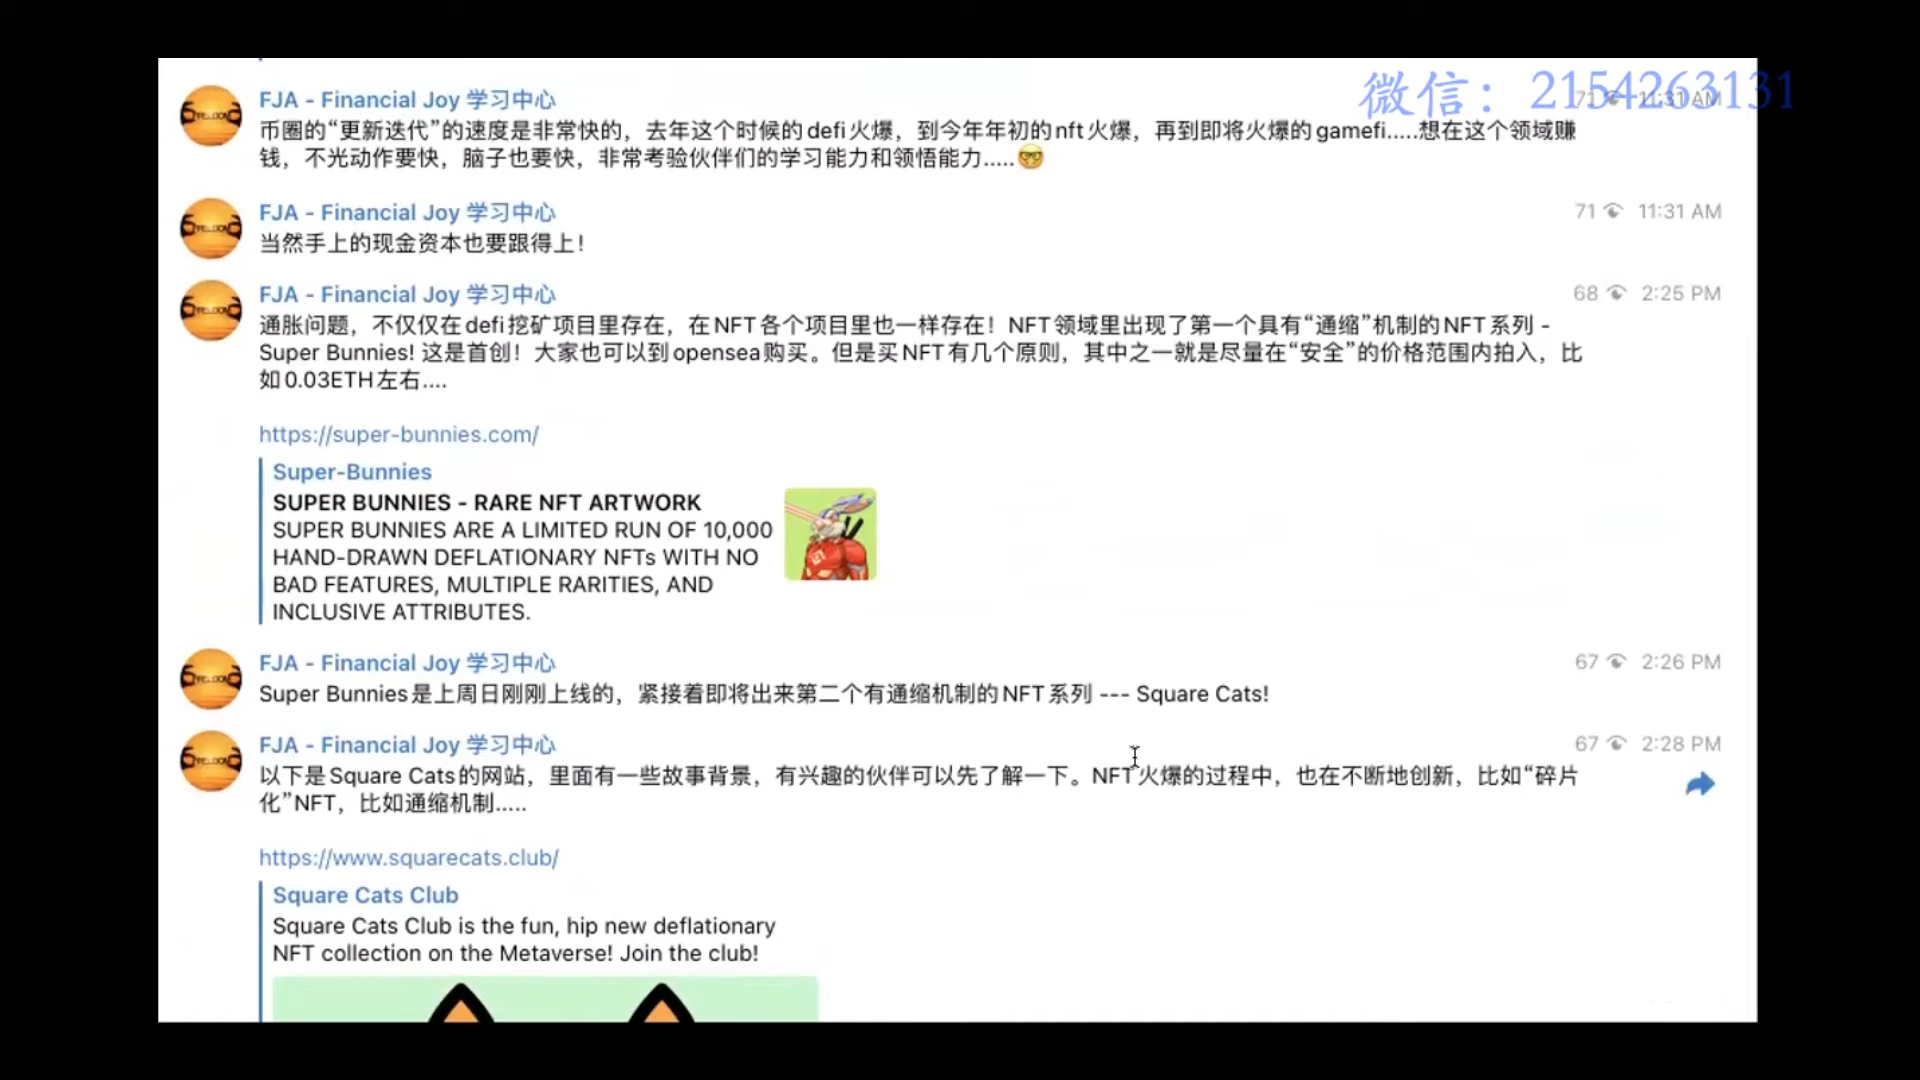 微信：2154263131
FJA - Financial Joy 学习中心
71 11:31 AM
币圈的“更新迭代”的速度是非常快的，去年这个时候的defi火爆，到今年年初的nft火爆，再到即将火爆的gamefi.....想在这个领域赚
钱，不光动作要快，脑子也要快，非常考验伙伴们的学习能力和领悟能力.....🤓
FJA - Financial Joy 学习中心
71 11:31 AM
当然手上的现金资本也要跟得上！
FJA - Financial Joy 学习中心
68 2:25 PM
通胀问题，不仅仅在defi挖矿项目里存在，在NFT各个项目里也一样存在！NFT领域里出现了第一个具有“通缩”机制的NFT系列 -
Super Bunnies! 这是首创！大家也可以到opensea购买。但是买NFT有几个原则，其中之一就是尽量在“安全”的价格范围内拍入，比
如0.03ETH左右....
https://super-bunnies.com/
Super-Bunnies
SUPER BUNNIES - RARE NFT ARTWORK
SUPER BUNNIES ARE A LIMITED RUN OF 10,000
HAND-DRAWN DEFLATIONARY NFTs WITH NO
BAD FEATURES, MULTIPLE RARITIES, AND
INCLUSIVE ATTRIBUTES.
FJA - Financial Joy 学习中心
67 2:26 PM
Super Bunnies是上周日刚刚上线的，紧接着即将出来第二个有通缩机制的NFT系列 --- Square Cats!
FJA - Financial Joy 学习中心
67 2:28 PM
以下是Square Cats的网站，里面有一些故事背景，有兴趣的伙伴可以先了解一下。NFT火爆的过程中，也在不断地创新，比如“碎片
化”NFT，比如通缩机制.....
https://www.squarecats.club/
Square Cats Club
Square Cats Club is the fun, hip new deflationary
NFT collection on the Metaverse! Join the club!